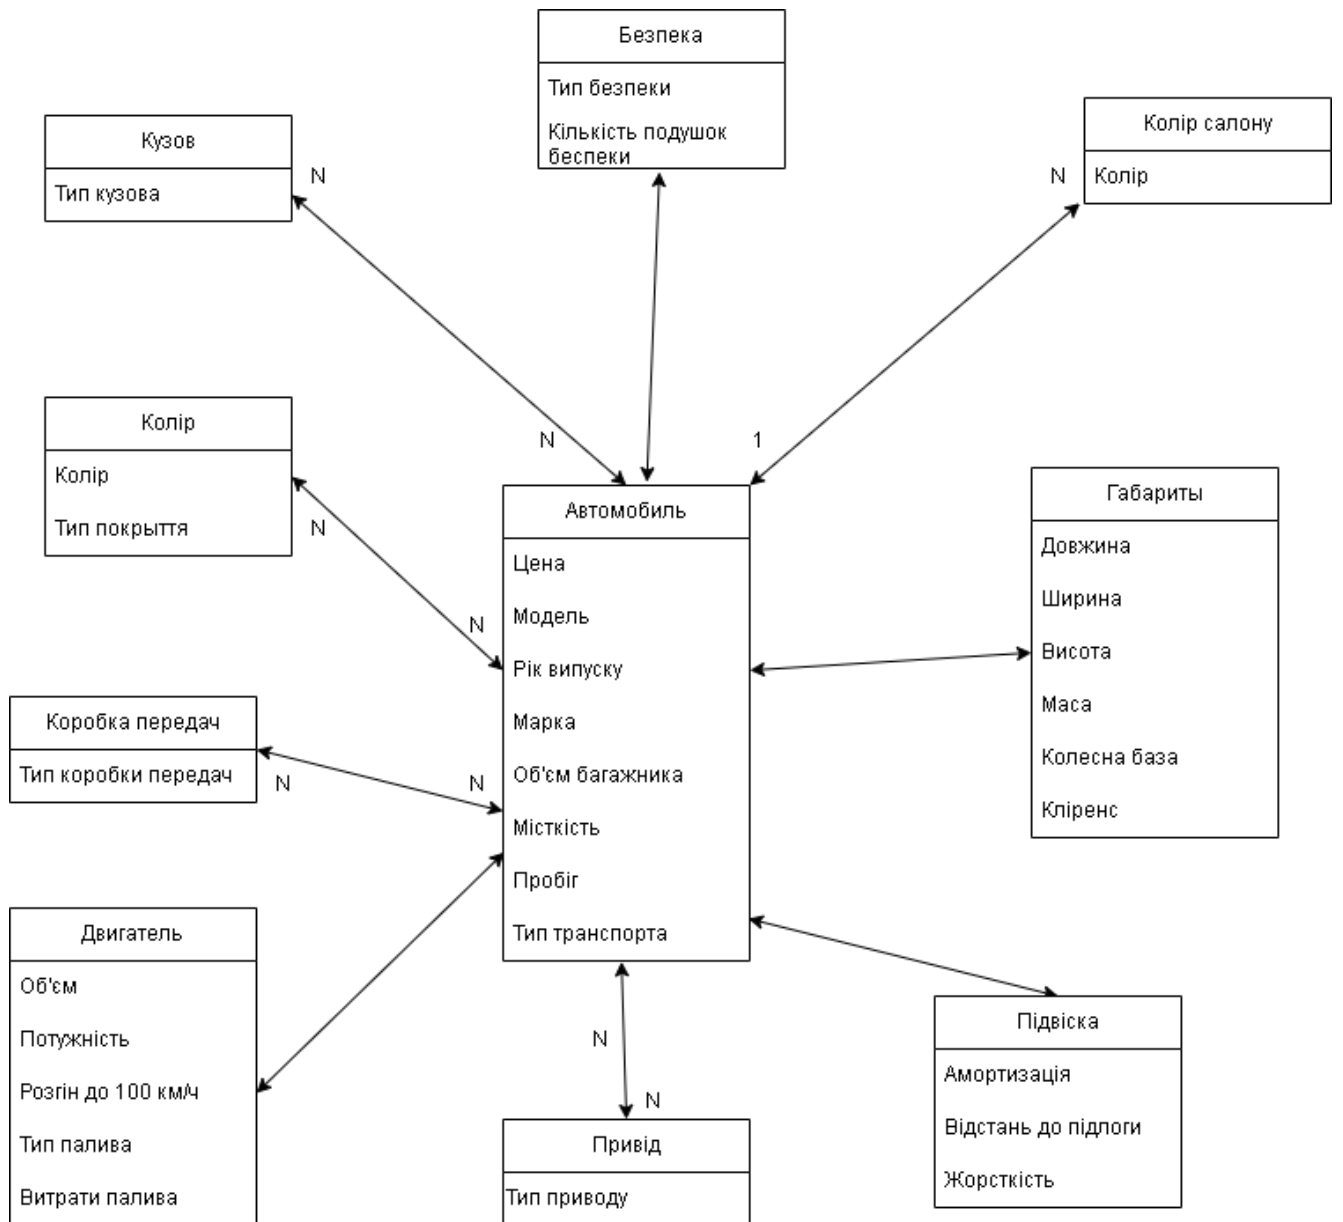 Безпека
Тип безпеки
Кількість подушок
беспеки
Кузов
Тип кузова
N
Колір салону
Колір
N
N
1
Колір
Колір
Тип покрыття
N
N
Автомобиль
Цена
Модель
Рік випуску
Марка
Об'єм багажника
Місткість
Пробіг
Тип транспорта
Габариты
Довжина
Ширина
Висота
Маса
Колесна база
Кліренс
Коробка передач
Тип коробки передач
N
N
Двигатель
Об'єм
Потужність
Розгін до 100 км/ч
Тип палива
Витрати палива
N
N
Привід
Тип приводу
Підвіска
Амортизація
Відстань до підлоги
Жорсткість